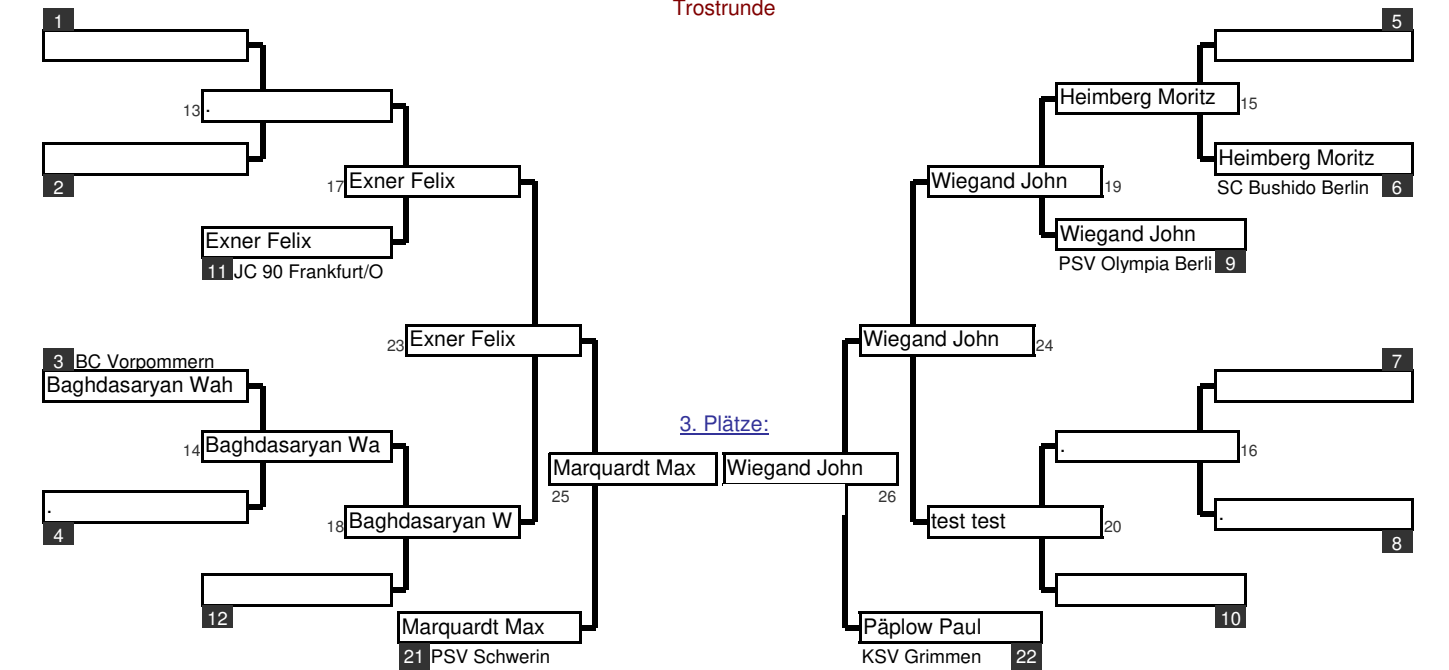 Trostrunde
1
5
13 .
Heimberg Moritz 15
2
Heimberg Moritz
SC Bushido Berlin 6
17 Exner Felix
Wiegand John 19
Exner Felix
11 JC 90 Frankfurt/O
Wiegand John
PSV Olympia Berli 9
23 Exner Felix
Wiegand John 24
3 BC Vorpommern
Baghdasaryan Wah
7
3. Plätze:
14 Baghdasaryan Wa
. 16
Marquardt Max
25
Wiegand John
26
.
4
18 Baghdasaryan W
test test 20
.
8
12
10
Marquardt Max
21 PSV Schwerin
Päplow Paul
KSV Grimmen 22